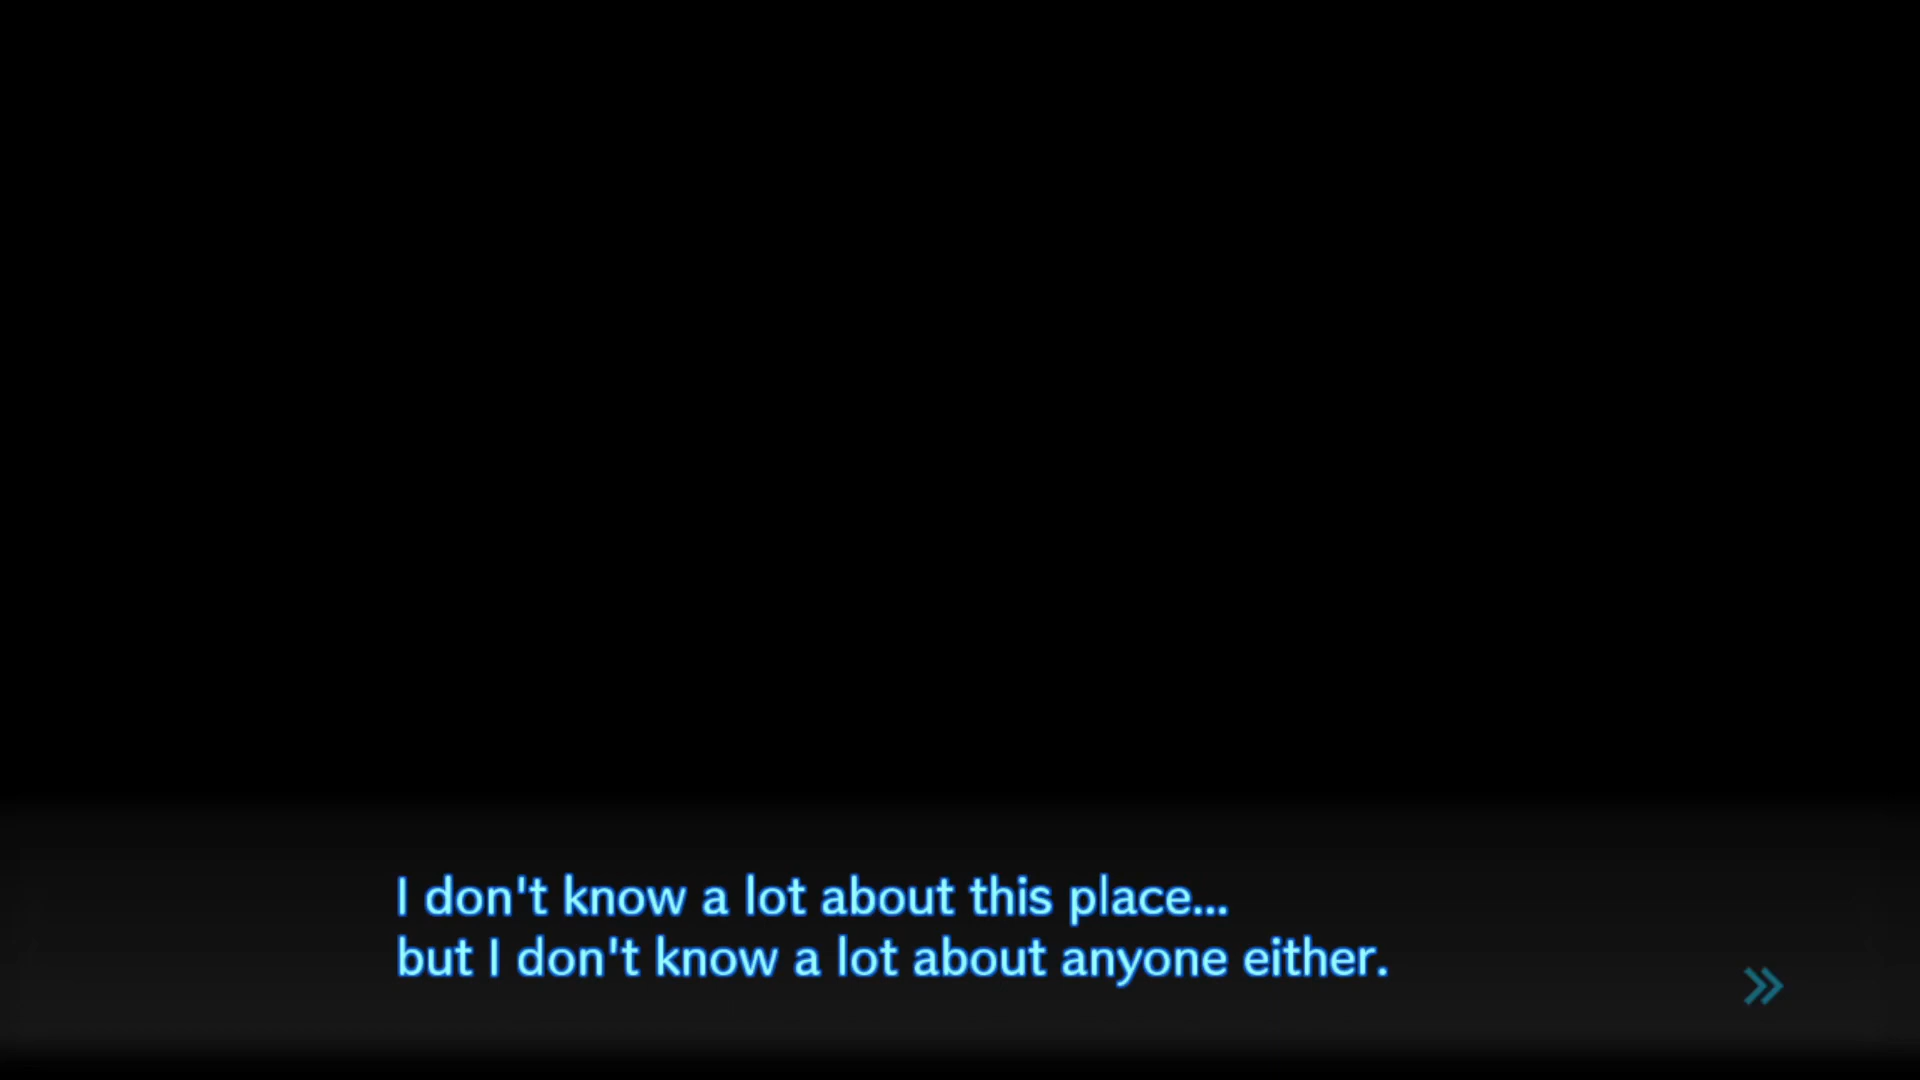 I don't know a lot about this place...
but I don't know a lot about anyone either.